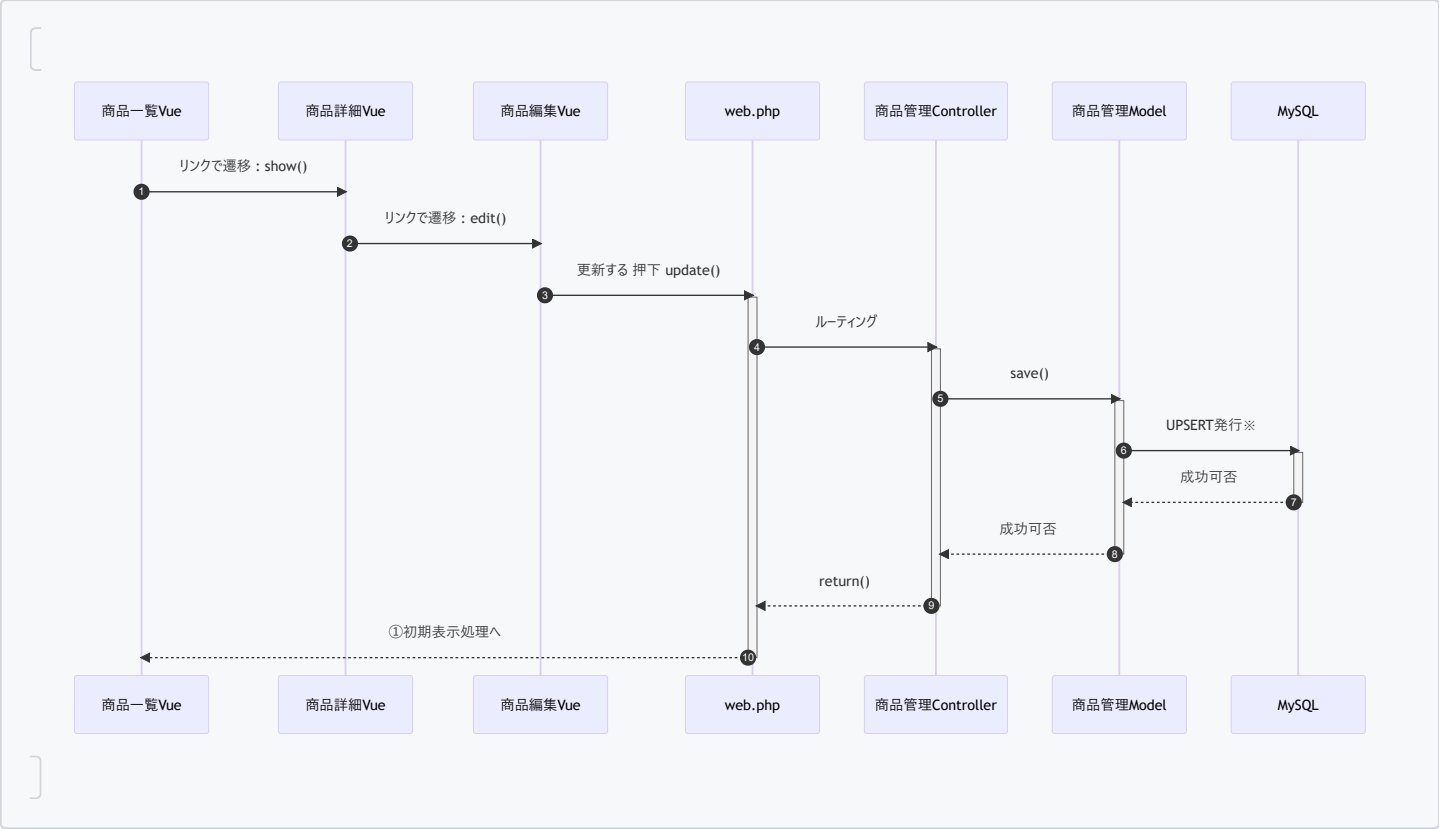 商品一覧Vue
商品詳細Vue
商品編集Vue
web.php
商品管理Controller
商品管理Model
MySQL
リンクで遷移：show()
1
リンクで遷移：edit()
2
更新する 押下 update()
3
ルーティング
4
save()
5
UPSERT発行※
6
成功可否
7
成功可否
8
return()
9
①初期表示処理へ
10
商品一覧Vue
商品詳細Vue
商品編集Vue
web.php
商品管理Controller
商品管理Model
MySQL